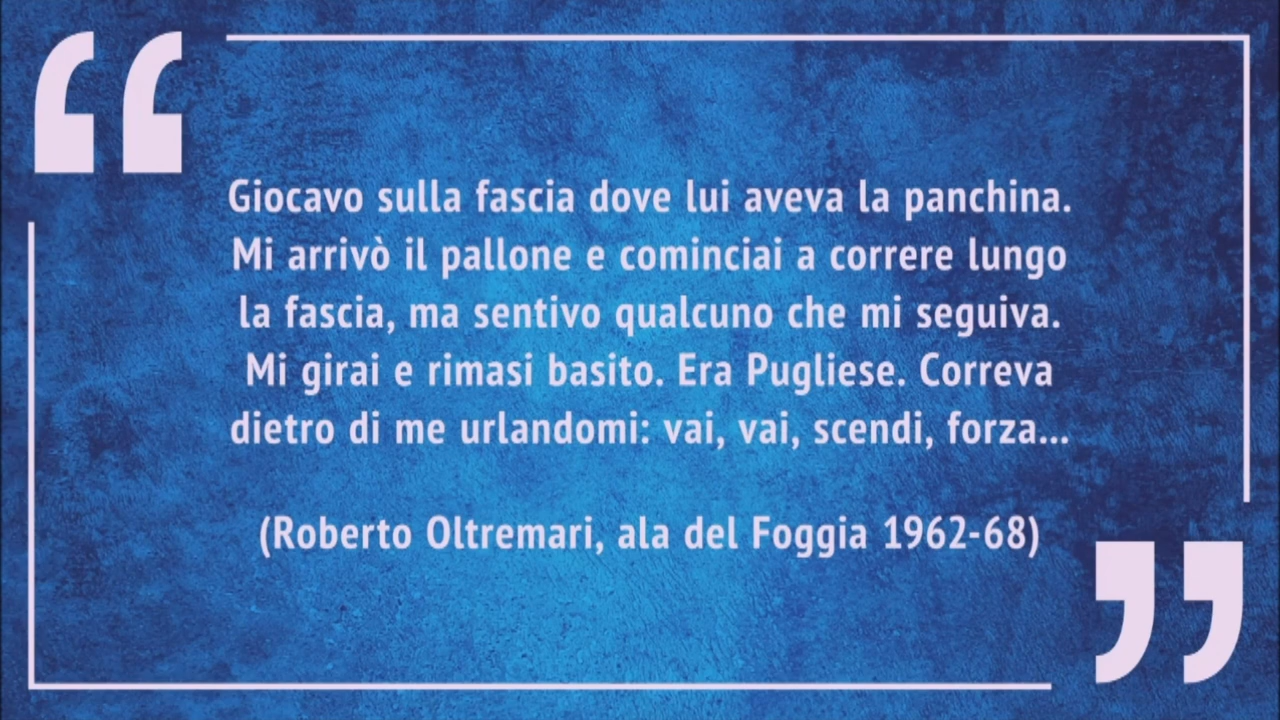 Giocavo sulla fascia dove lui aveva la panchina.
Mi arrivò il pallone e cominciai a correre lungo
la fascia, ma sentivo qualcuno che mi seguiva.
Mi girai e rimasi basito. Era Pugliese. Correva
dietro di me urlandomi: vai, vai, scendi, forza...
(Roberto Oltremari, ala del Foggia 1962-68)